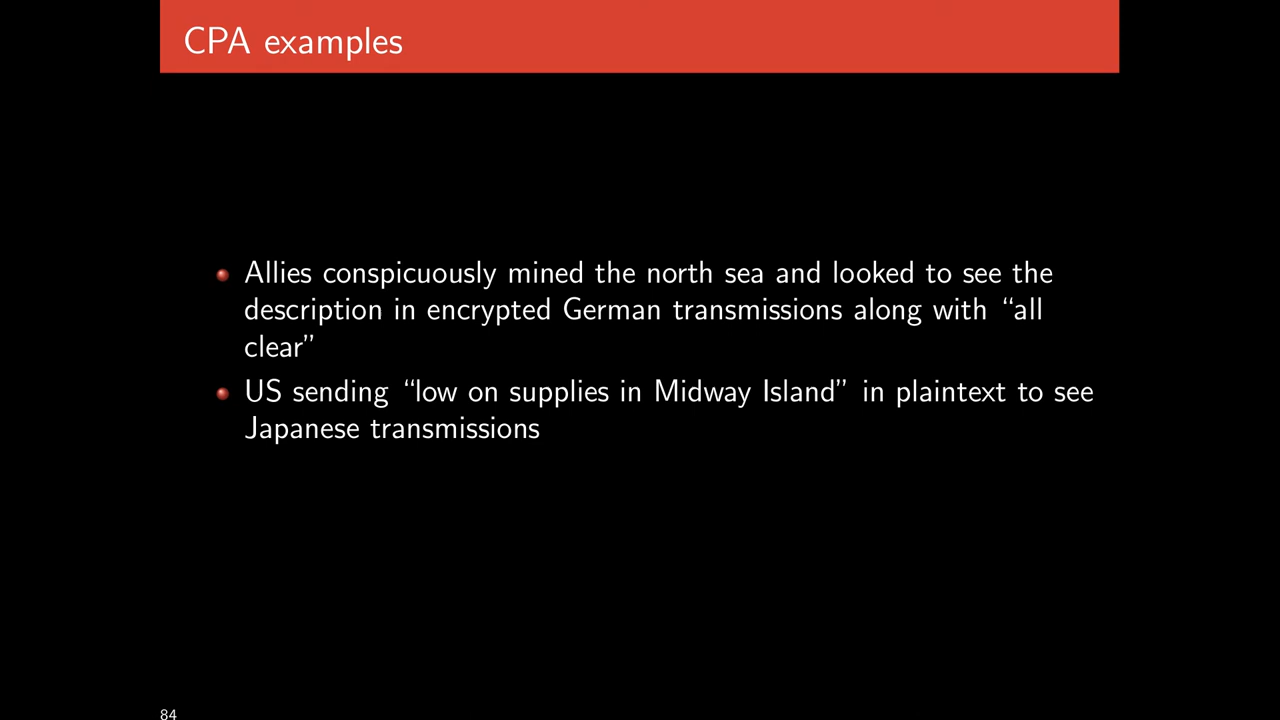 CPA examples
Allies conspicuously mined the north sea and looked to see the
description in encrypted German transmissions along with “all
clear”
US sending “low on supplies in Midway Island” in plaintext to see
Japanese transmissions
84